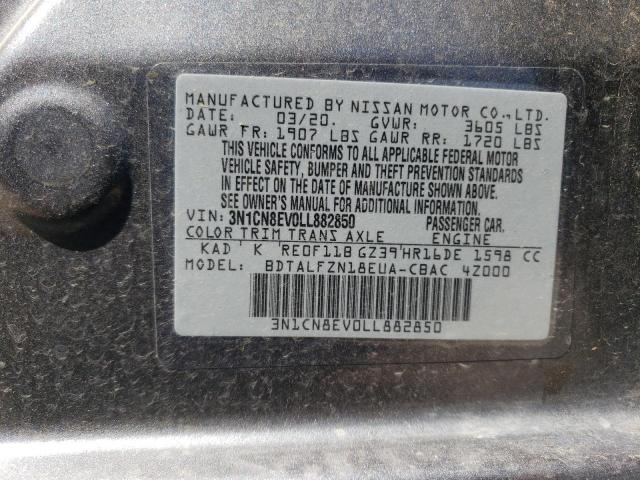 MANUFACTURED BY NISSAN MOTOR CO., LTD.
DATE: 03/20. GVWR: 3605 LBS
GAWR FR: 1907 LBS GAWR RR: 1720 LBS
THIS VEHICLE CONFORMS TO ALL APPLICABLE FEDERAL MOTOR
VEHICLE SAFETY, BUMPER AND THEFT PREVENTION STANDARDS
IN EFFECT ON THE DATE OF MANUFACTURE SHOWN ABOVE.
SEE OWNER'S MANUAL FOR ADDITIONAL INFORMATION
VIN: 3N1CN8EV0LL882850 PASSENGER CAR.
COLOR TRIM TRANS AXLE ENGINE
KAD K RE0F11B GZ39 HR16DE 1598 CC
MODEL: BDTALFZN18EUA-CBAC 4Z000
3N1CN8EV0LL882850